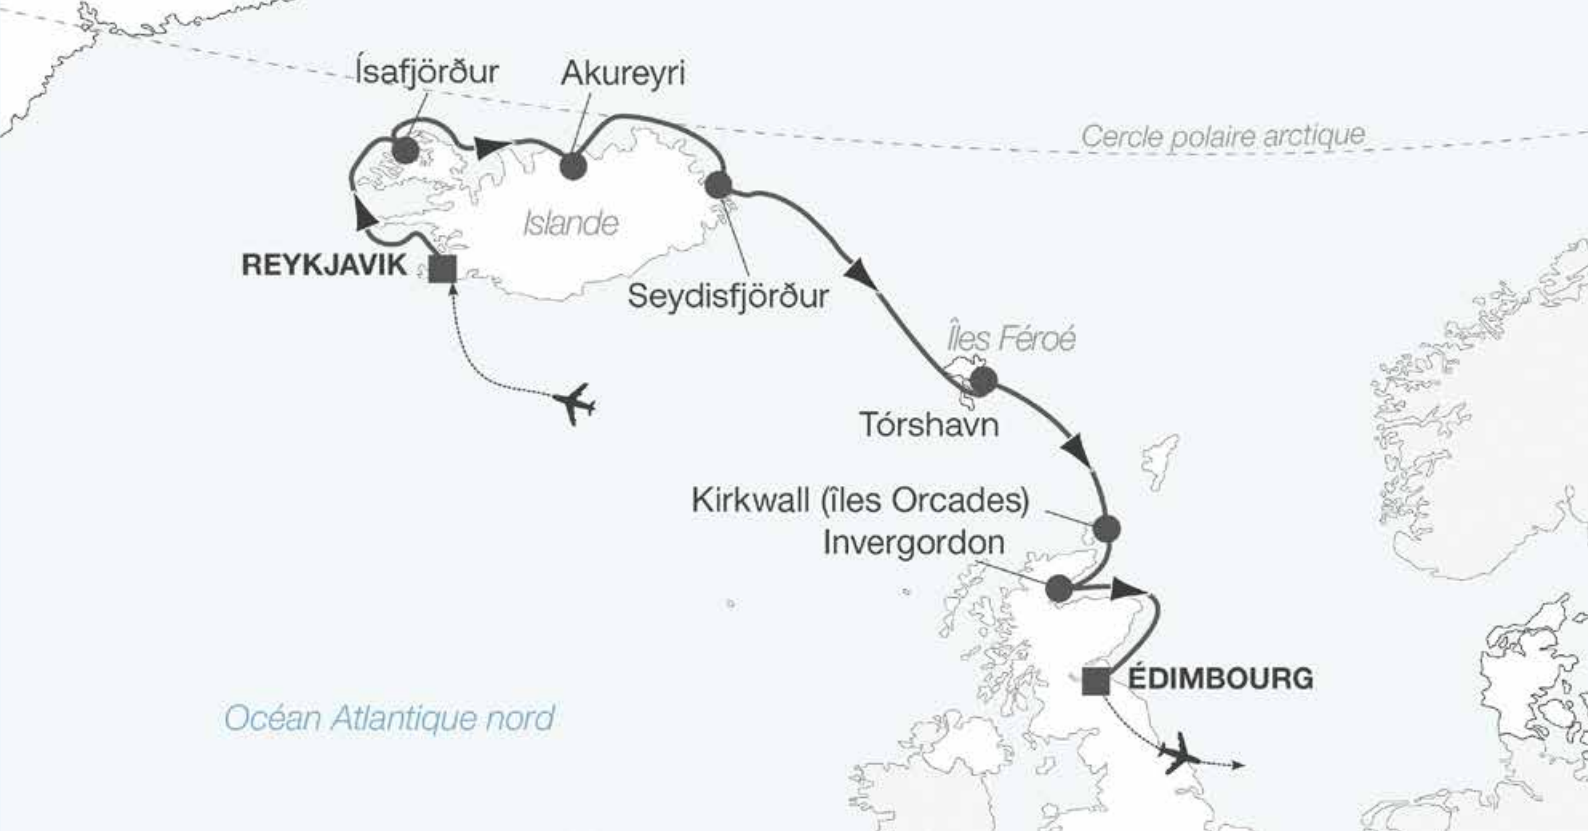 Ísafjörður
Akureyri
Cercle polaire arctique
Islande
REYKJAVIK
Seydisfjörður
Îles Féroé
Tórshavn
Kirkwall (îles Orcades)
Invergordon
ÉDIMBOURG
Océan Atlantique nord